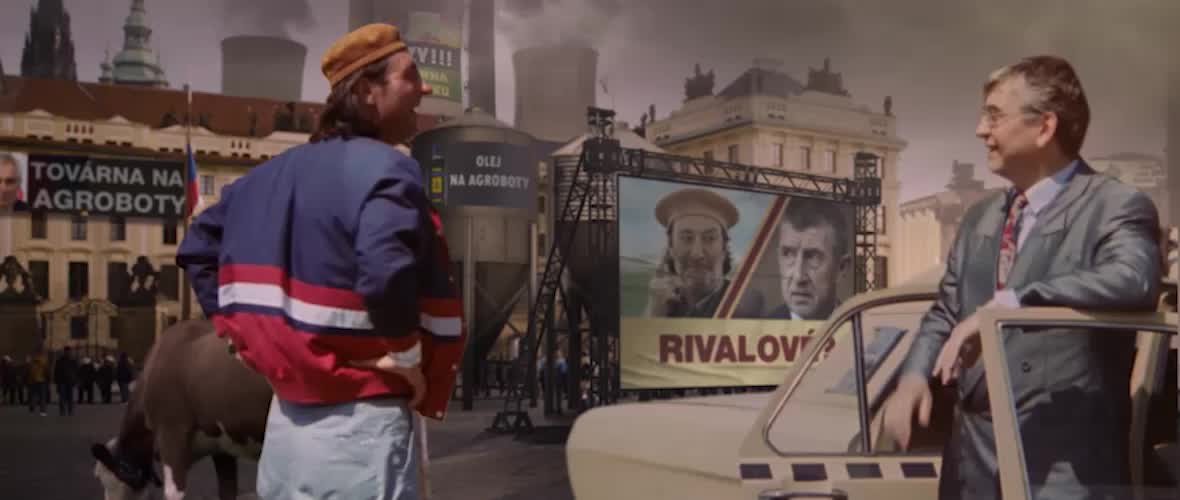 TOVÁRNA NA
AGROBOTY
OLEJ
NA AGROBOTY
RIVALOVÉ?